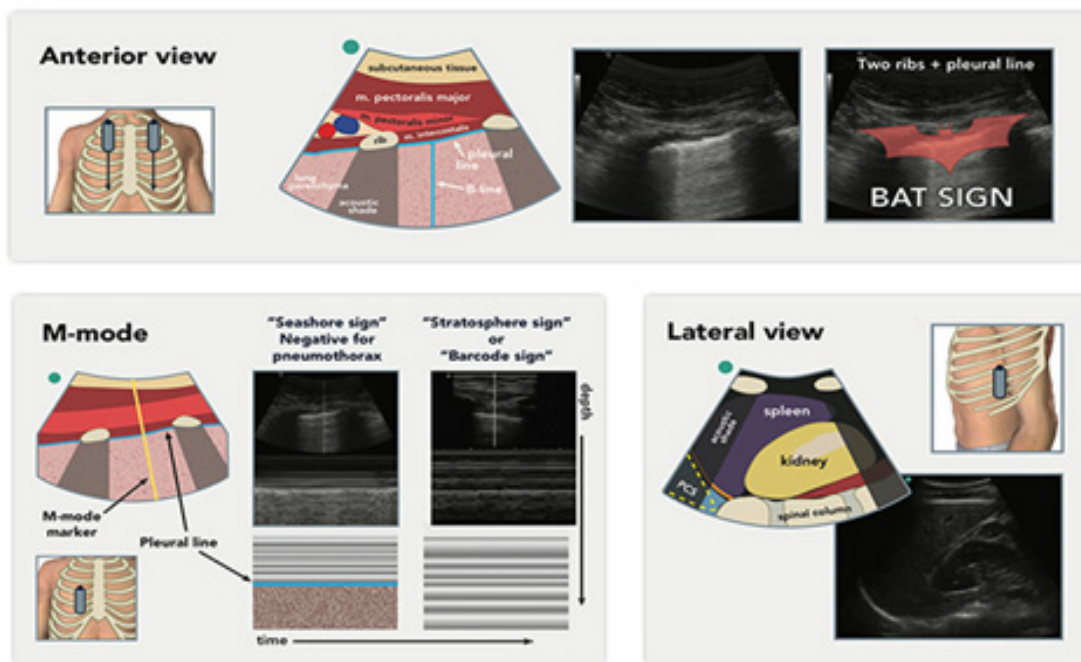 Anterior view
subcutaneous tissue
m. pectoralis major
m. pectoralis minor
rib
m. intercostalis
pleural
line
lung
parenchyma
B-line
acoustic
shade
Two ribs + pleural line
BAT SIGN
M-mode
"Seashore sign"
Negative for
pneumothorax
"Stratosphere sign"
or
"Barcode sign"
depth
M-mode
marker
Pleural line
time
Lateral view
acoustic
shade
spleen
kidney
PCS
spinal column